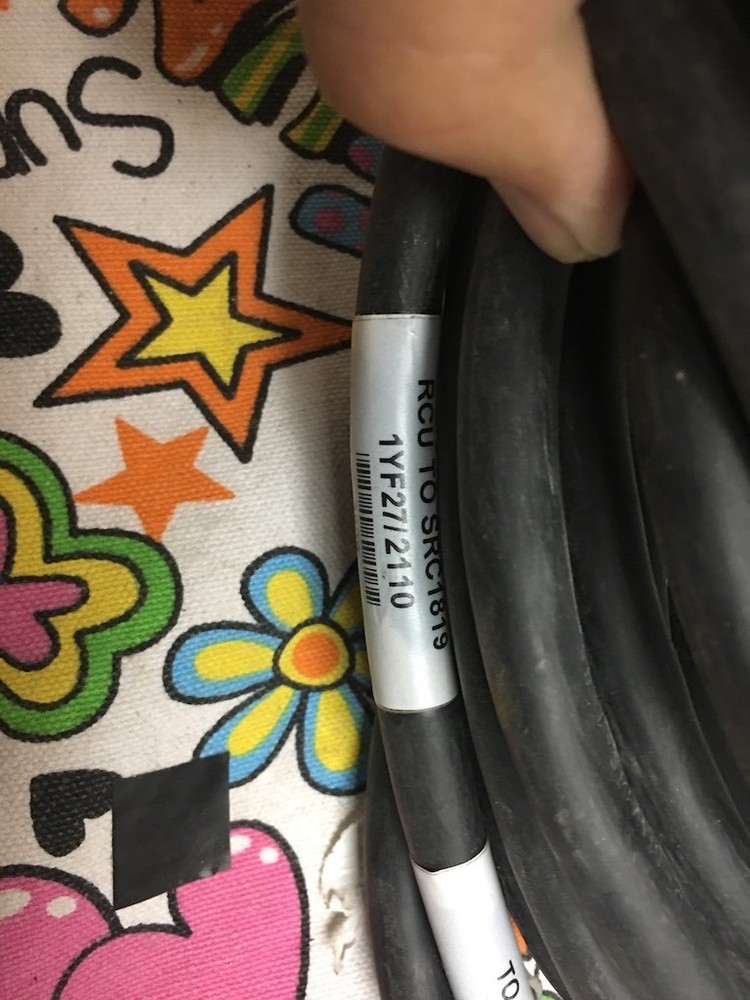 RCU TO SRC1819
1YF27/2110
TO